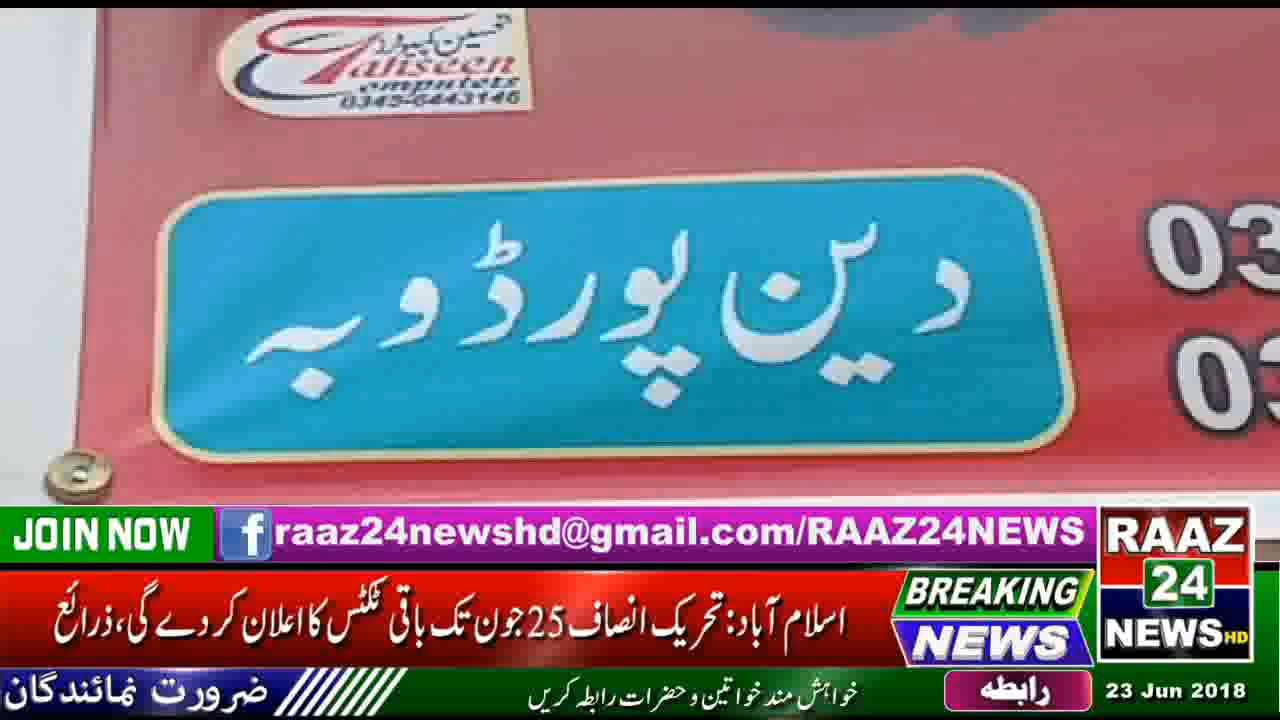 تحسین کمپیوٹرز
Tahseen
Computers
0345-6443146
دین پور ڈوبہ
03
03
JOIN NOW
f raaz24newshd@gmail.com/RAAZ24NEWS
RAAZ
24
NEWS HD
BREAKING
NEWS
اسلام آباد: تحریک انصاف 25 جون تک باقی ٹکٹس کا اعلان کر دے گی، ذرائع
ضرورت نمائندگان
خواہش مند خواتین و حضرات رابطہ کریں
رابطہ
23 Jun 2018